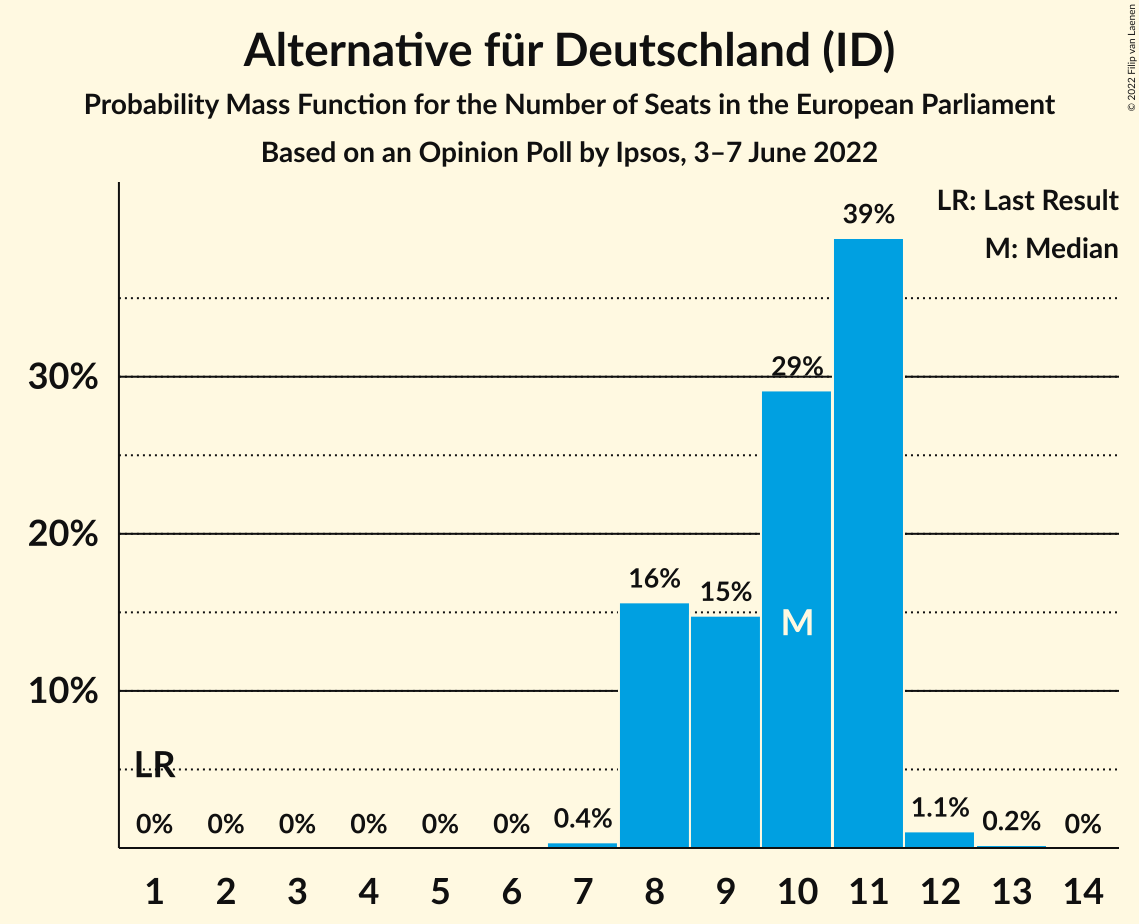 Alternative für Deutschland (ID)
Probability Mass Function for the Number of Seats in the European Parliament
Based on an Opinion Poll by Ipsos, 3–7 June 2022
© 2022 Filip van Laenen
LR: Last Result
M: Median
39%
29%
30%
20%
16%
15%
M
10%
LR
0% 0% 0% 0% 0% 0% 0.4% 1.1% 0.2% 0%
1 2 3 4 5 6 7 8 9 10 11 12 13 14